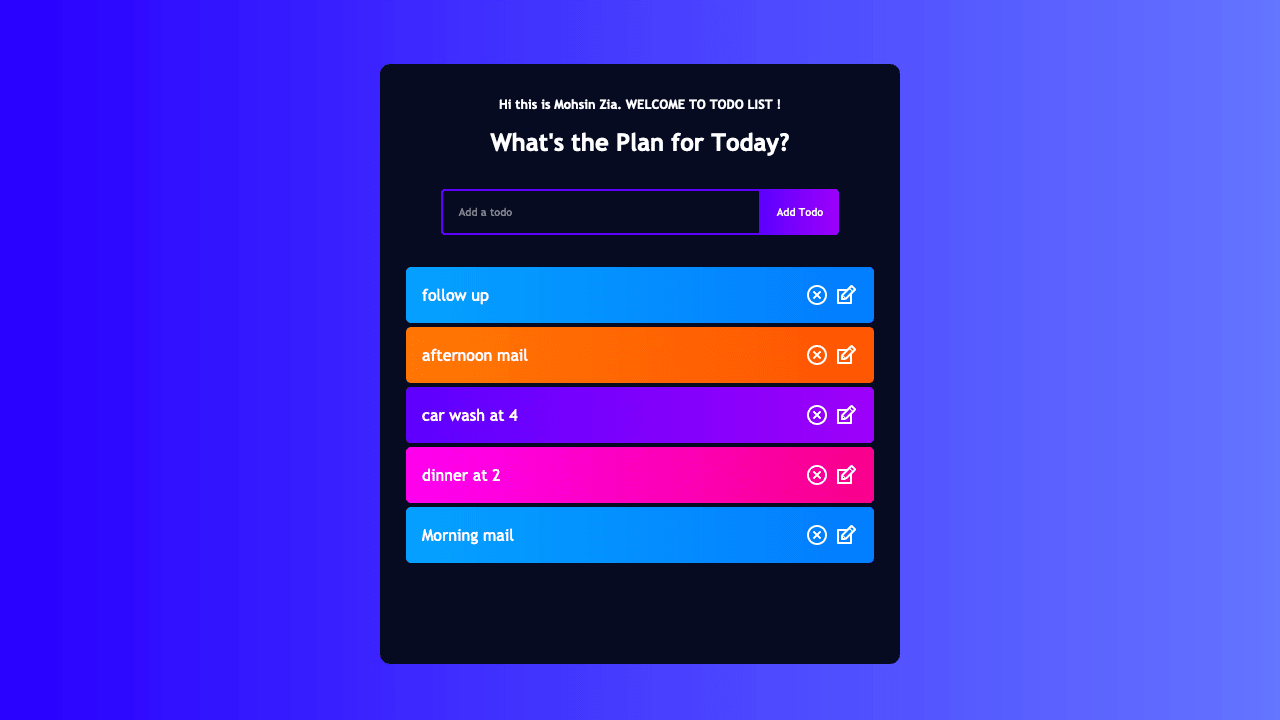 Hi this is Mohsin Zia. WELCOME TO TODO LIST !
What's the Plan for Today?
Add a todo
Add Todo
follow up
afternoon mail
car wash at 4
dinner at 2
Morning mail